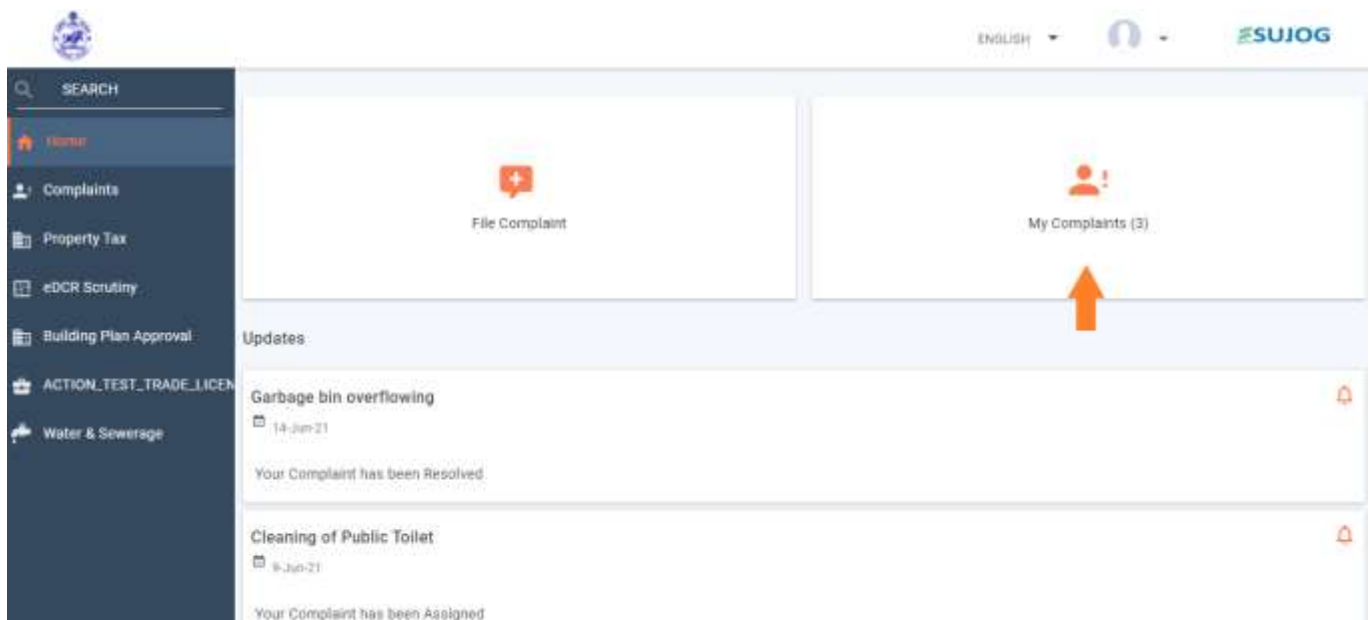 ENGLISH
ESUJOG
SEARCH
Home
Complaints
Property Tax
eDCR Scrutiny
Building Plan Approval
ACTION_TEST_TRADE_LICEN
Water & Sewerage
File Complaint
My Complaints (3)
Updates
Garbage bin overflowing
14-Jun-21
Your Complaint has been Resolved
Cleaning of Public Toilet
9-Jun-21
Your Complaint has been Assigned